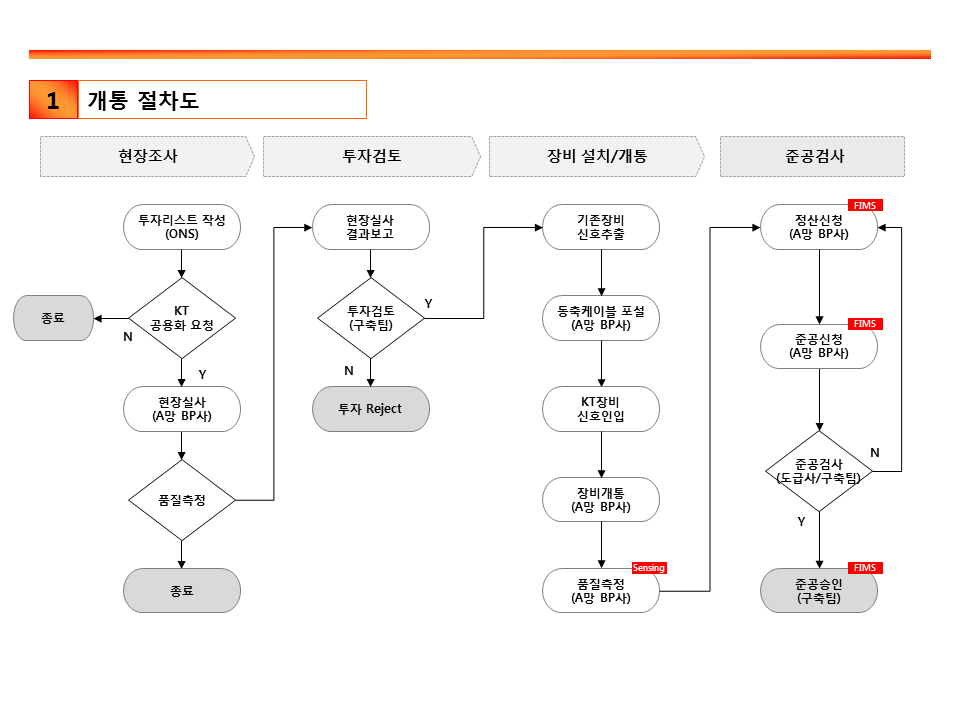 1
개통 절차도
현장조사
투자검토
장비 설치/개통
준공검사
투자리스트 작성
(ONS)
KT
공용화 요청
종료
N
Y
현장실사
(A망 BP사)
품질측정
종료
현장실사
결과보고
투자검토
(구축팀)
Y
N
투자 Reject
기존장비
신호추출
동축케이블 포설
(A망 BP사)
KT장비
신호인입
장비개통
(A망 BP사)
Sensing
품질측정
(A망 BP사)
FIMS
정산신청
(A망 BP사)
FIMS
준공신청
(A망 BP사)
준공검사
(도급사/구축팀)
N
Y
FIMS
준공승인
(구축팀)